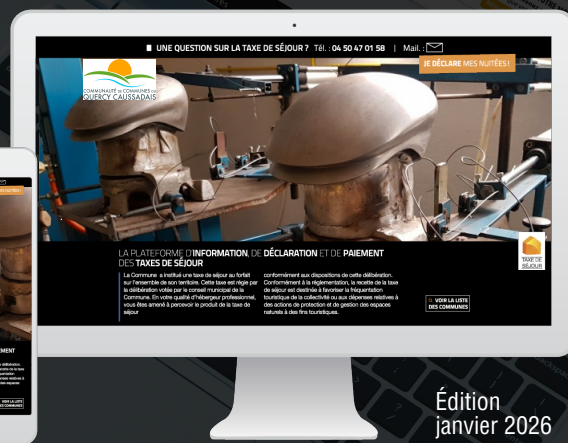 UNE QUESTION SUR LA TAXE DE SÉJOUR ? Tél. : 04 50 47 01 58 | Mail. :
JE DÉCLARE MES NUITÉES !
COMMUNAUTÉ DE COMMUNES DU
QUERCY CAUSSADAIS
LA PLATEFORME D'INFORMATION, DE DÉCLARATION ET DE PAIEMENT
DES TAXES DE SÉJOUR
La Commune a institué une taxe de séjour au forfait
sur l'ensemble de son territoire. Cette taxe est régie par
la délibération votée par le conseil municipal de la
Commune. En votre qualité d'hébergeur professionnel,
vous êtes amené à percevoir le produit de la taxe de
séjour
conformément aux dispositions de cette délibération.
Conformément à la réglementation, la recette de la taxe
de séjour est destinée à favoriser la fréquentation
touristique de la collectivité ou aux dépenses relatives à
des actions de protection et de gestion des espaces
naturels à des fins touristiques.
TAXE DE
SÉJOUR
VOIR LA LISTE
DES COMMUNES
Édition
janvier 2026